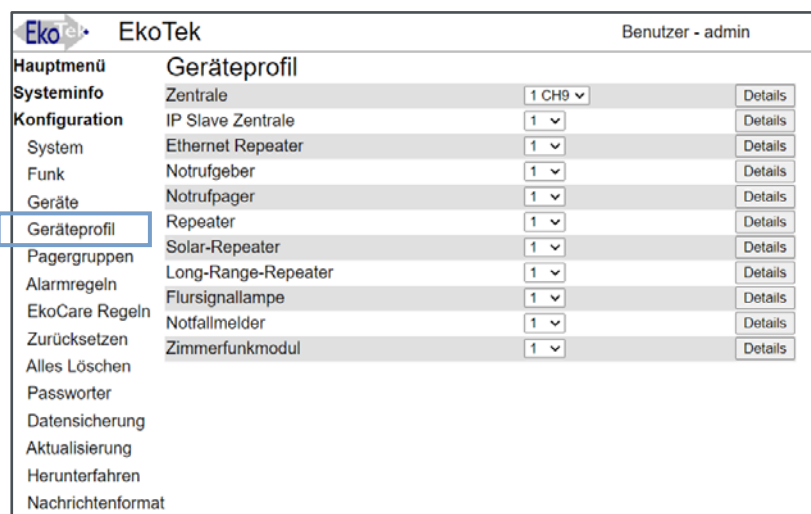 EkoTek EkoTek Benutzer - admin
Hauptmenü
Systeminfo
Konfiguration
System
Funk
Geräte
Geräteprofil
Pagergruppen
Alarmregeln
EkoCare Regeln
Zurücksetzen
Alles Löschen
Passworter
Datensicherung
Aktualisierung
Herunterfahren
Nachrichtenformat
Geräteprofil
Zentrale 1 CH9 Details
IP Slave Zentrale 1 Details
Ethernet Repeater 1 Details
Notrufgeber 1 Details
Notrufpager 1 Details
Repeater 1 Details
Solar-Repeater 1 Details
Long-Range-Repeater 1 Details
Flursignallampe 1 Details
Notfallmelder 1 Details
Zimmerfunkmodul 1 Details